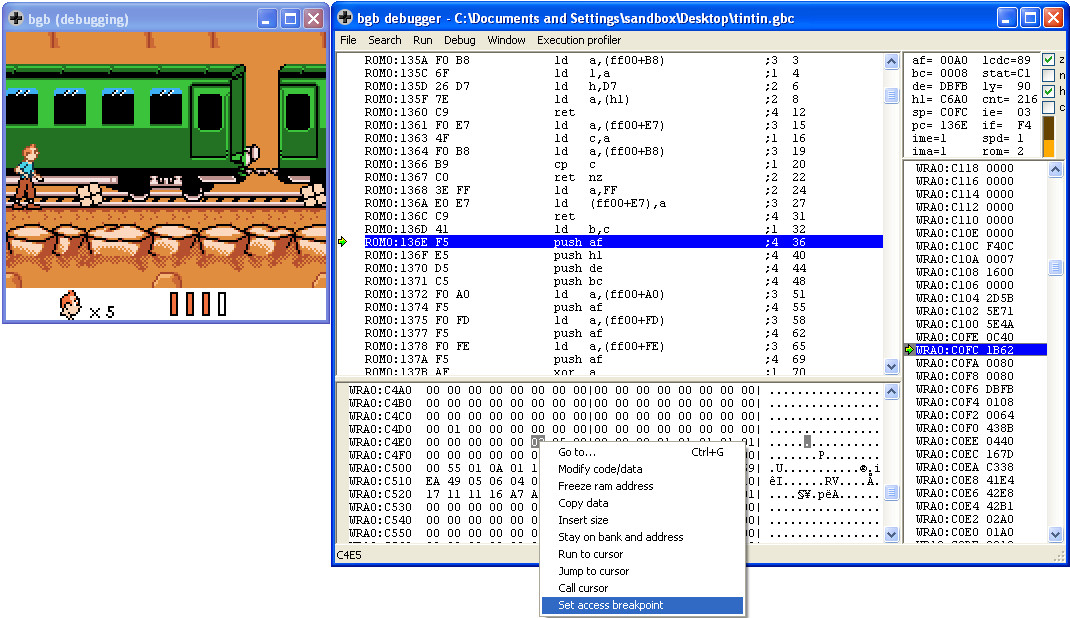 bgb (debugging)
x 5
bgb debugger - C:\Documents and Settings\sandbox\Desktop\tintin.gbc
File Search Run Debug Window Execution profiler
ROM0:135A F0 B8 ld a,(ff00+B8) ;3 3
ROM0:135C 6F ld l,a ;1 4
ROM0:135D 26 D7 ld h,D7 ;2 6
ROM0:135F 7E ld a,(hl) ;2 8
ROM0:1360 C9 ret ;4 12
ROM0:1361 F0 E7 ld a,(ff00+E7) ;3 15
ROM0:1363 4F ld c,a ;1 16
ROM0:1364 F0 B8 ld a,(ff00+B8) ;3 19
ROM0:1366 B9 cp c ;1 20
ROM0:1367 C0 ret nz ;2 22
ROM0:1368 3E FF ld a,FF ;2 24
ROM0:136A E0 E7 ld (ff00+E7),a ;3 27
ROM0:136C C9 ret ;4 31
ROM0:136D 41 ld b,c ;1 32
ROM0:136E F5 push af ;4 36
ROM0:136F E5 push hl ;4 40
ROM0:1370 D5 push de ;4 44
ROM0:1371 C5 push bc ;4 48
ROM0:1372 F0 A0 ld a,(ff00+A0) ;3 51
ROM0:1374 F5 push af ;4 55
ROM0:1375 F0 FD ld a,(ff00+FD) ;3 58
ROM0:1377 F5 push af ;4 62
ROM0:1378 F0 FE ld a,(ff00+FE) ;3 65
ROM0:137A F5 push af ;4 69
ROM0:137B AF xor a ;1 70
af= 00A0 lcdc=89 z
bc= 0008 stat=C1 n
de= DBFB ly= 90 h
hl= C6A0 cnt= 216 c
sp= C0FC ie= 03
pc= 136E if= F4
ime=1 spd= 1
ima=1 rom= 2
WRA0:C118 0000
WRA0:C116 0000
WRA0:C114 0000
WRA0:C112 0000
WRA0:C110 0000
WRA0:C10E 0000
WRA0:C10C F40C
WRA0:C10A 0007
WRA0:C108 1600
WRA0:C106 0000
WRA0:C104 2D5B
WRA0:C102 5E71
WRA0:C100 5E4A
WRA0:C0FE 0C40
WRA0:C0FC 1B62
WRA0:C0FA 0080
WRA0:C0F8 0080
WRA0:C0F6 DBFB
WRA0:C0F4 0108
WRA0:C0F2 0064
WRA0:C0F0 438B
WRA0:C0EE 0440
WRA0:C0EC 167D
WRA0:C0EA C338
WRA0:C0E8 41E4
WRA0:C0E6 42E8
WRA0:C0E4 42B1
WRA0:C0E2 02A0
WRA0:C0E0 01A0
WRA0:C4A0 00 00 00 00 00 00 00 00|00 00 00 00 00 00 00 00| ................
WRA0:C4B0 00 00 00 00 00 00 00 00|00 00 00 00 00 00 00 00| ................
WRA0:C4C0 00 00 00 00 00 00 00 00|00 00 00 00 00 00 00 00| ................
WRA0:C4D0 00 01 00 00 00 00 00 00|00 00 00 00 00 00 00 00| ................
WRA0:C4E0 00 00 00 00 00
WRA0:C4F0 00 00 00 00 00 ......P.........
WRA0:C500 00 55 01 0A 01 .U.........®.i
WRA0:C510 EA 49 05 06 04 êI......RV....Å.
WRA0:C520 17 11 11 16 A7 ....§¥.pëA......
WRA0:C530 00 00 00 00 00 ................
WRA0:C540 00 00 00 00 00 ................
WRA0:C550 00 00 00 00 00 ................
C4E5
Go to... Ctrl+G
Modify code/data
Freeze ram address
Copy data
Insert size
Stay on bank and address
Run to cursor
Jump to cursor
Call cursor
Set access breakpoint